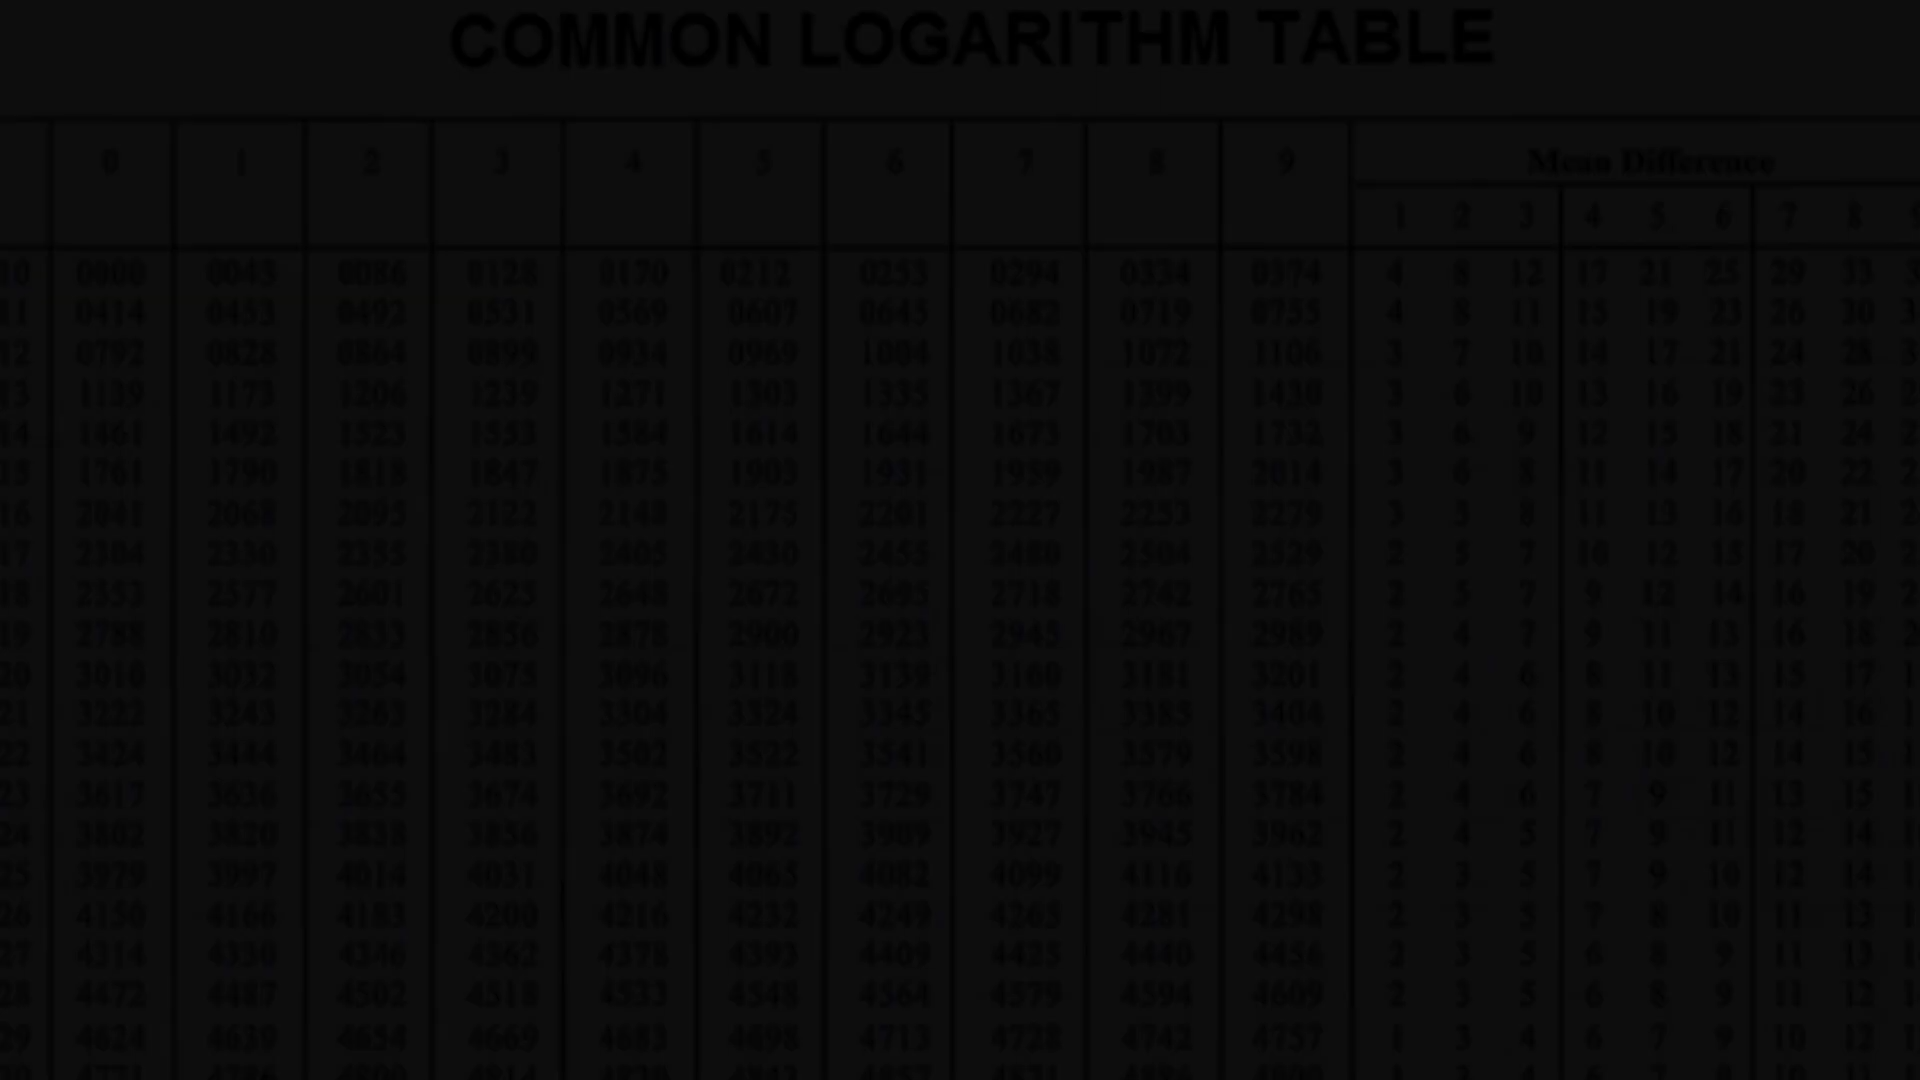 COMMON LOGARITHM TABLE
0 1 2 3 4 5 6 7 8 9 Mean Difference
1 2 3 4 5 6 7 8
10 0000 0043 0086 0128 0170 0212 0253 0294 0334 0374 4 8 12 17 21 25 29 33
11 0414 0453 0492 0531 0569 0607 0645 0682 0719 0755 4 8 11 15 19 23 26 30
12 0792 0828 0864 0899 0934 0969 1004 1038 1072 1106 3 7 10 14 17 21 24 28
13 1139 1173 1206 1239 1271 1303 1335 1367 1399 1430 3 6 10 13 16 19 23 26
14 1461 1492 1523 1553 1584 1614 1644 1673 1703 1732 3 6 9 12 15 18 21 24
15 1761 1790 1818 1847 1875 1903 1931 1959 1987 2014 3 6 8 11 14 17 20 22
16 2041 2068 2095 2122 2148 2175 2201 2227 2253 2279 3 5 8 11 13 16 18 21
17 2304 2330 2355 2380 2405 2430 2455 2480 2504 2529 2 5 7 10 12 15 17 20
18 2553 2577 2601 2625 2648 2672 2695 2718 2742 2765 2 5 7 9 12 14 16 19
19 2788 2810 2833 2856 2878 2900 2923 2945 2967 2989 2 4 7 9 11 13 16 18
20 3010 3032 3054 3075 3096 3118 3139 3160 3181 3201 2 4 6 8 11 13 15 17
21 3222 3243 3263 3284 3304 3324 3345 3365 3385 3404 2 4 6 8 10 12 14 16
22 3424 3444 3464 3483 3502 3522 3541 3560 3579 3598 2 4 6 8 10 12 14 15
23 3617 3636 3655 3674 3692 3711 3729 3747 3766 3784 2 4 6 7 9 11 13 15
24 3802 3820 3838 3856 3874 3892 3909 3927 3945 3962 2 4 5 7 9 11 12 14
25 3979 3997 4014 4031 4048 4065 4082 4099 4116 4133 2 3 5 7 9 10 12 14
26 4150 4166 4183 4200 4216 4232 4249 4265 4281 4298 2 3 5 7 8 10 11 13
27 4314 4330 4346 4362 4378 4393 4409 4425 4440 4456 2 3 5 6 8 9 11 13
28 4472 4487 4502 4518 4533 4548 4564 4579 4594 4609 2 3 5 6 8 9 11 12
29 4624 4639 4654 4669 4683 4698 4713 4728 4742 4757 1 3 4 6 7 9 10 12